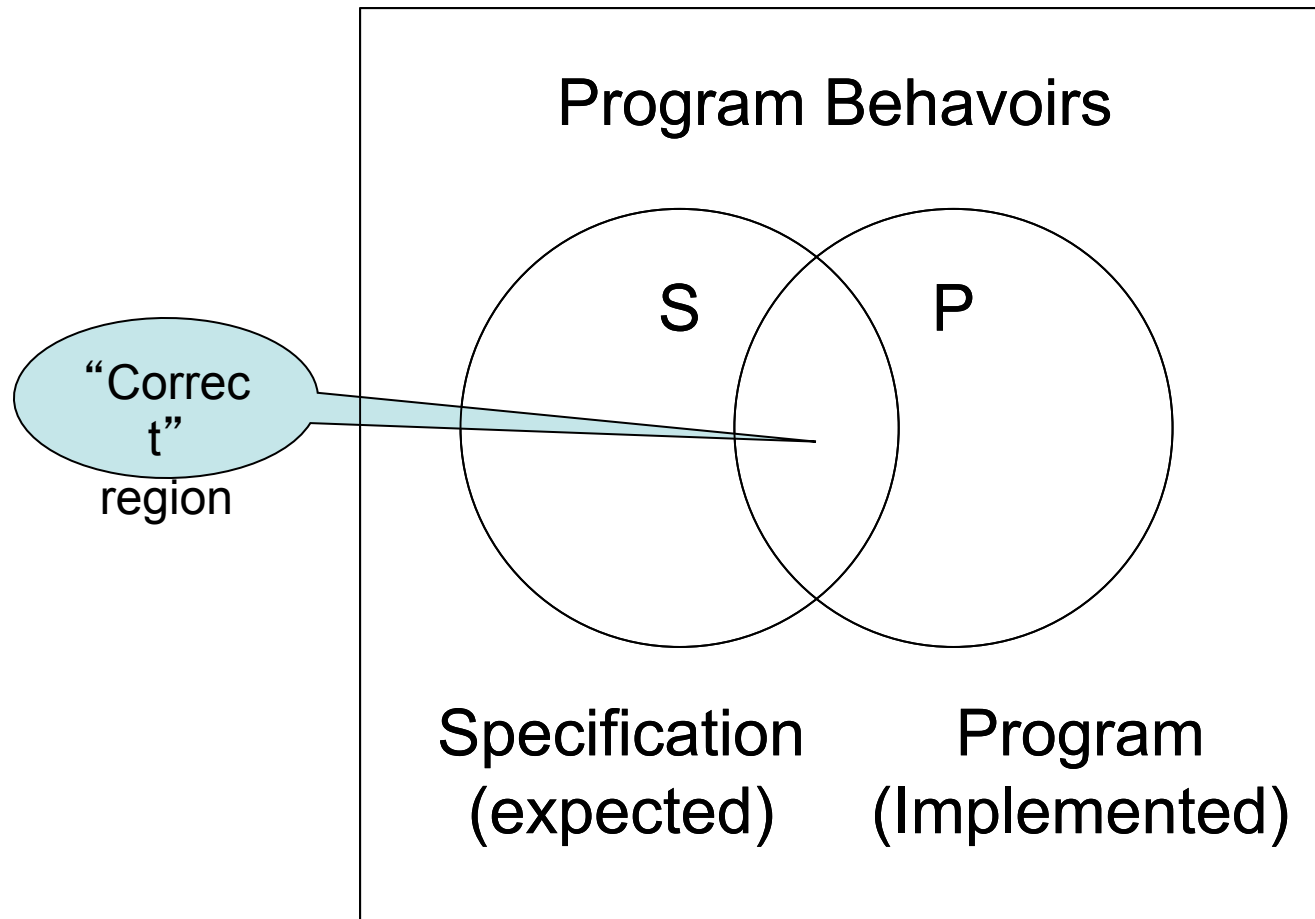 Program Behavoirs
S
P
“Correc
t”
region
Specification
(expected)
Program
(Implemented)